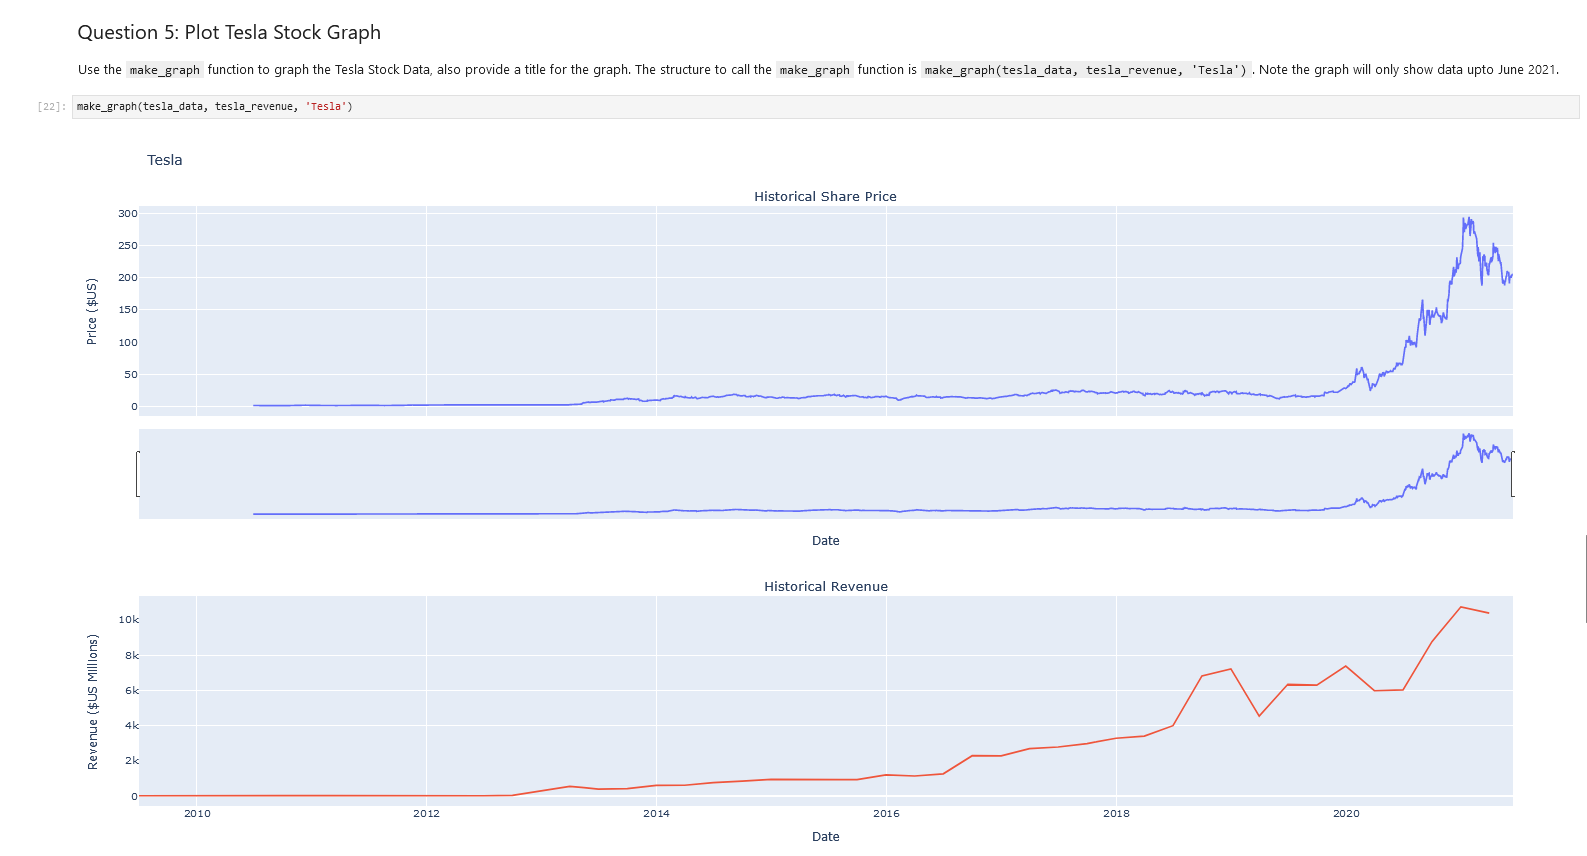 Question 5: Plot Tesla Stock Graph
Use the make_graph function to graph the Tesla Stock Data, also provide a title for the graph. The structure to call the make_graph function is make_graph(tesla_data, tesla_revenue, 'Tesla') . Note the graph will only show data upto June 2021.
[22]: make_graph(tesla_data, tesla_revenue, 'Tesla')
Tesla
Historical Share Price
300
250
200
150
100
50
0
Price ($US)
Date
Historical Revenue
10k
8k
6k
4k
2k
0
Revenue ($US Millions)
2010 2012 2014 2016 2018 2020
Date